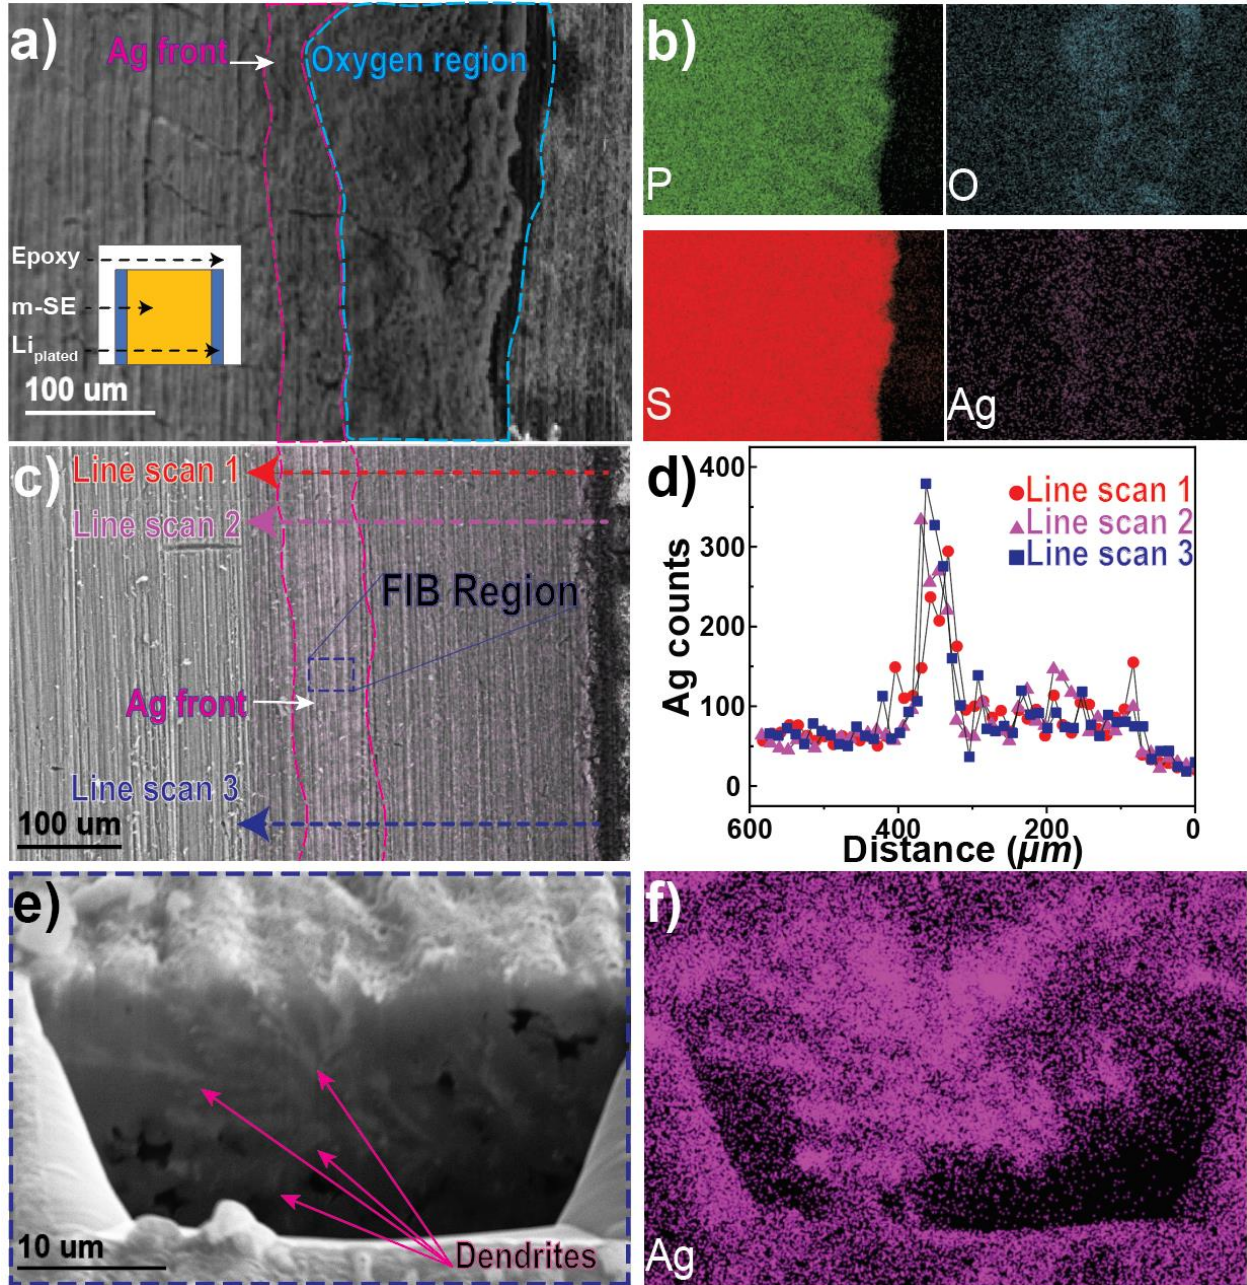 a)
Ag front
Oxygen region
Epoxy
m-SE
Li plated
100 um
b)
P
O
S
Ag
c)
Line scan 1
Line scan 2
FIB Region
Ag front
Line scan 3
100 um
d)
400
300
200
100
0
Ag counts
Line scan 1
Line scan 2
Line scan 3
600
400
200
0
Distance (µm)
e)
10 um
Dendrites
f)
Ag